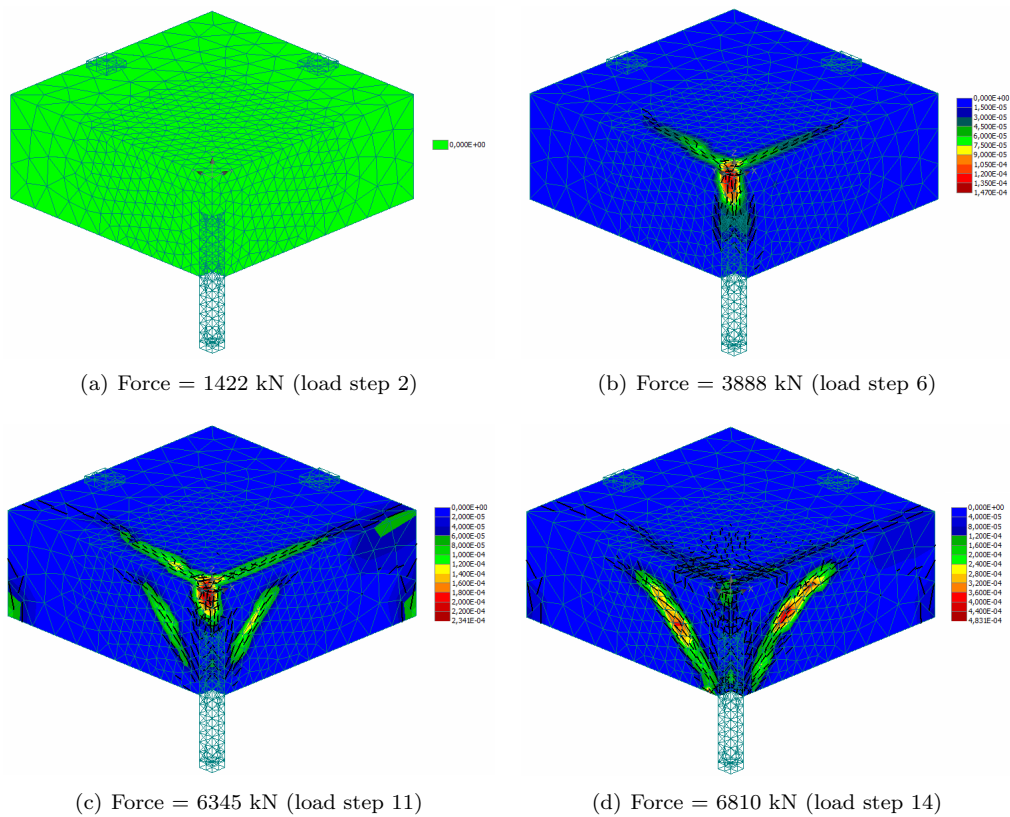 0,000E+00
(a) Force = 1422 kN (load step 2)
0,000E+00
1,500E-05
3,000E-05
4,500E-05
6,000E-05
7,500E-05
9,000E-05
1,050E-04
1,200E-04
1,350E-04
1,470E-04
(b) Force = 3888 kN (load step 6)
0,000E+00
2,000E-05
4,000E-05
6,000E-05
8,000E-05
1,000E-04
1,200E-04
1,400E-04
1,600E-04
1,800E-04
2,000E-04
2,200E-04
2,341E-04
(c) Force = 6345 kN (load step 11)
0,000E+00
4,000E-05
8,000E-05
1,200E-04
1,600E-04
2,000E-04
2,400E-04
2,800E-04
3,200E-04
3,600E-04
4,000E-04
4,400E-04
4,831E-04
(d) Force = 6810 kN (load step 14)